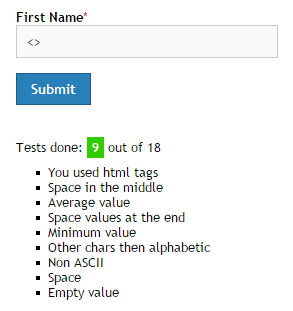 First Name*
<>
Submit
Tests done: 9 out of 18
You used html tags
Space in the middle
Average value
Space values at the end
Minimum value
Other chars then alphabetic
Non ASCII
Space
Empty value